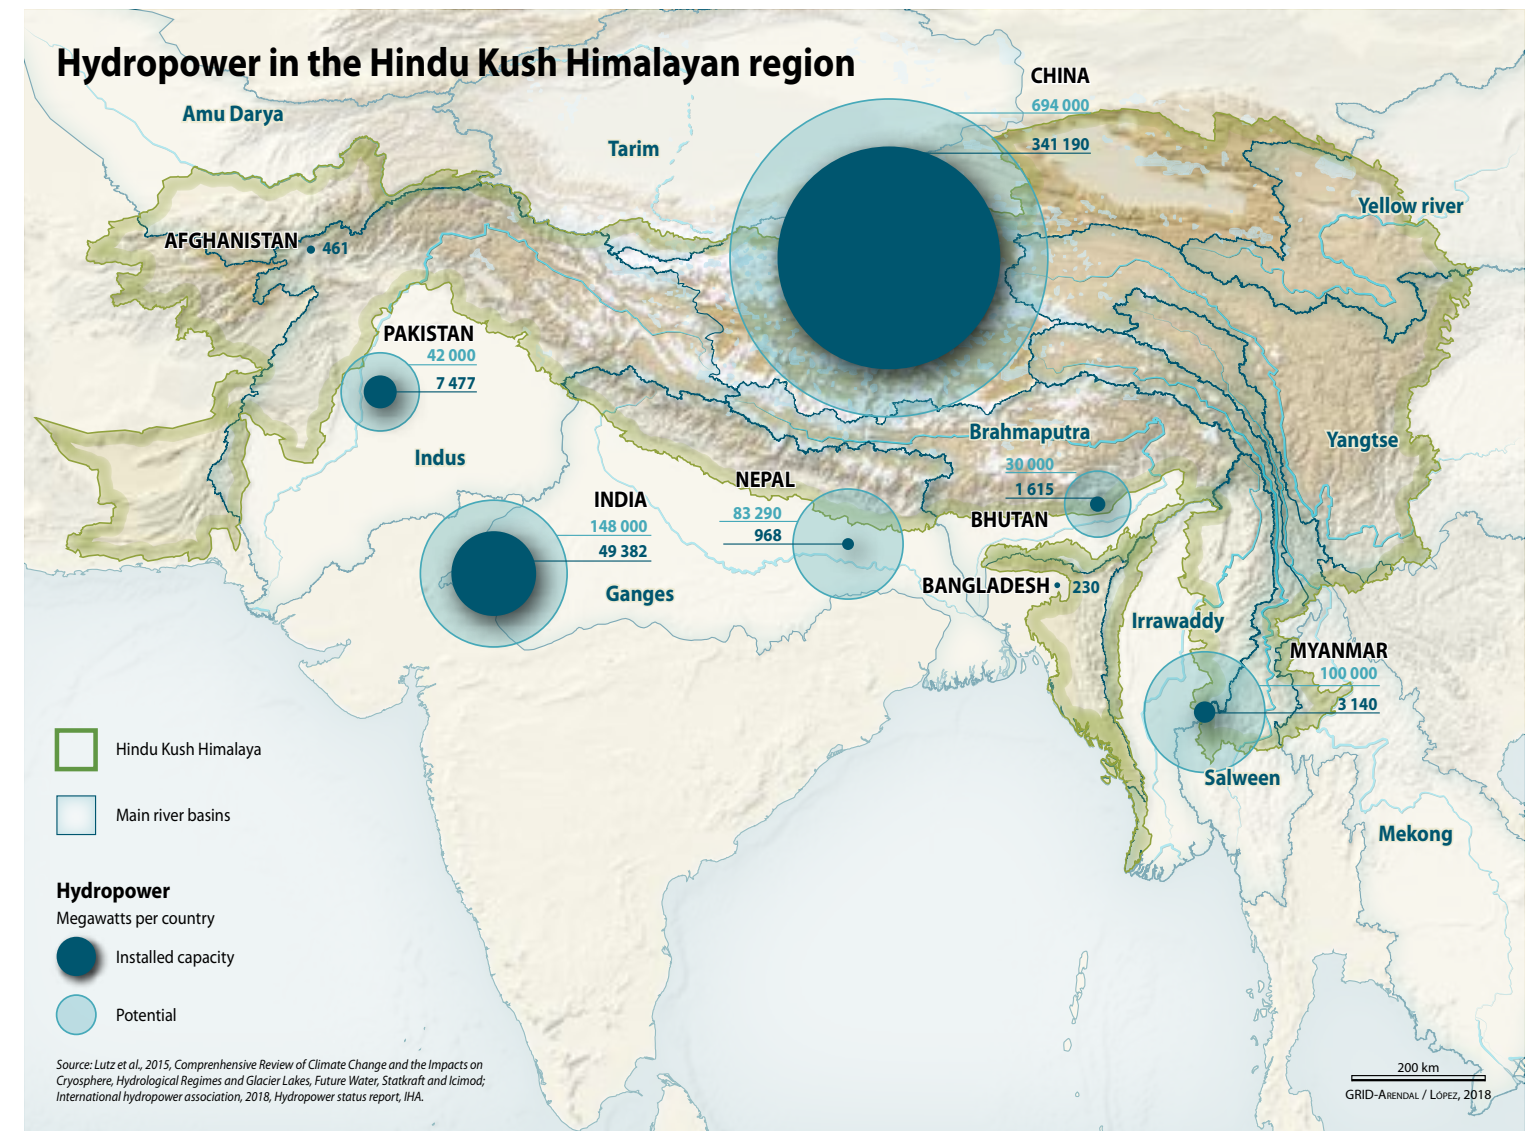 Hydropower in the Hindu Kush Himalayan region
CHINA
694 000
341 190
Amu Darya
Tarim
Yellow river
AFGHANISTAN
461
PAKISTAN
42 000
7 477
Indus
Brahmaputra
Yangtse
NEPAL
83 290
968
30 000
1 615
BHUTAN
INDIA
148 000
49 382
Ganges
BANGLADESH
230
Irrawaddy
MYANMAR
100 000
3 140
Salween
Mekong
Hindu Kush Himalaya
Main river basins
Hydropower
Megawatts per country
Installed capacity
Potential
Source: Lutz et al., 2015, Comprenhensive Review of Climate Change and the Impacts on
Cryosphere, Hydrological Regimes and Glacier Lakes, Future Water, Statkraft and Icimod;
International hydropower association, 2018, Hydropower status report, IHA.
200 km
GRID-Arendal / López, 2018